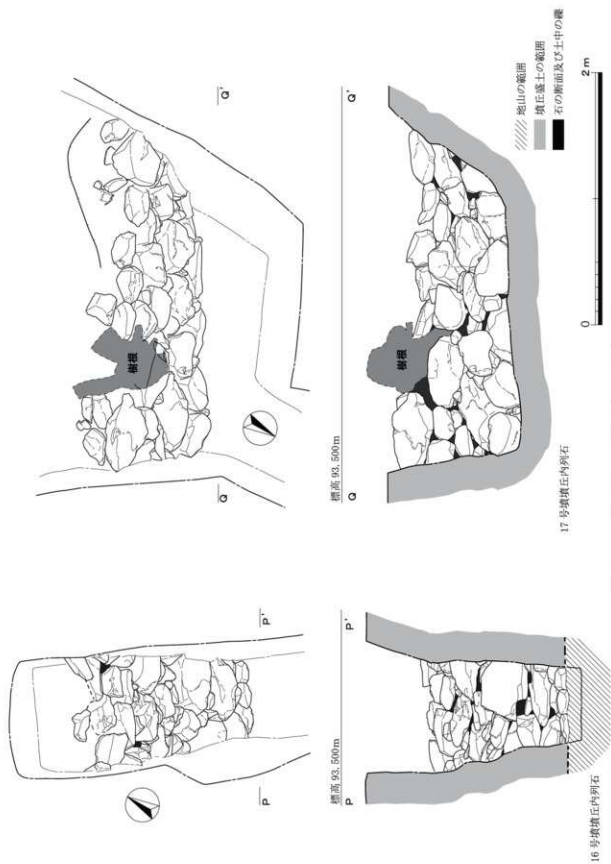 樹根
Q
Q'
標高 93,500m
Q
Q'
樹根
17 号墳墳丘内列石
地山の範囲
墳丘盛土の範囲
石の断面及び土中の礫
0
2 m
P
P'
標高 93,500m
P
P'
16 号墳墳丘内列石